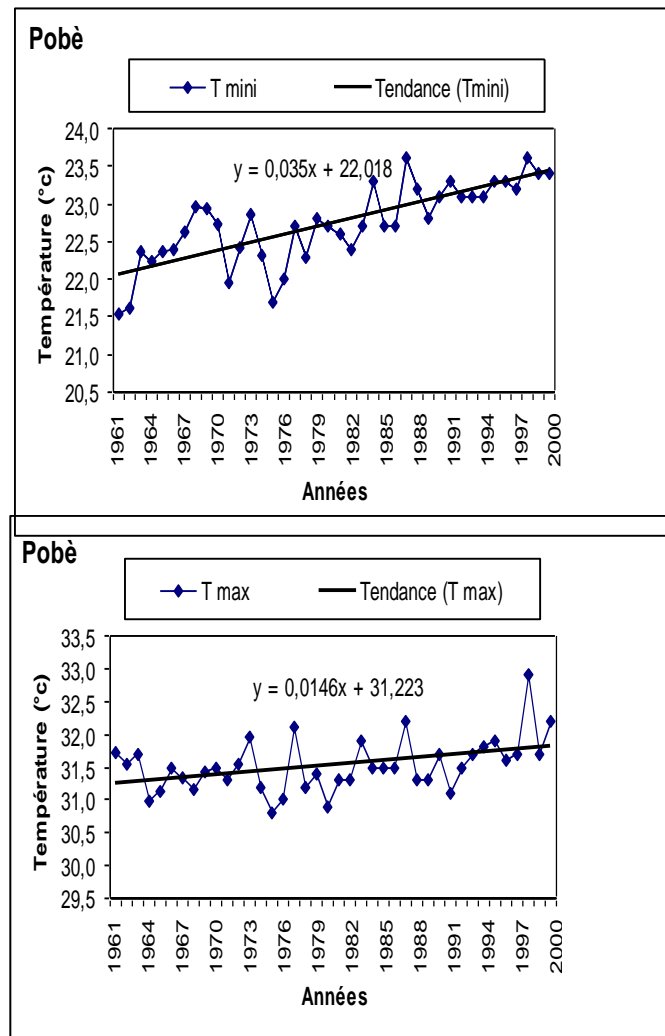 Pobè
T mini Tendance (Tmini)
24,0
23,5
23,0
22,5
22,0
21,5
21,0
20,5
y = 0,035x + 22,018
Température (°c)
1961 1964 1967 1970 1973 1976 1979 1982 1985 1988 1991 1994 1997 2000
Années
Pobè
T max Tendance (T max)
33,5
33,0
32,5
32,0
31,5
31,0
30,5
30,0
29,5
y = 0,0146x + 31,223
Température (°c)
1961 1964 1967 1970 1973 1976 1979 1982 1985 1988 1991 1994 1997 2000
Années